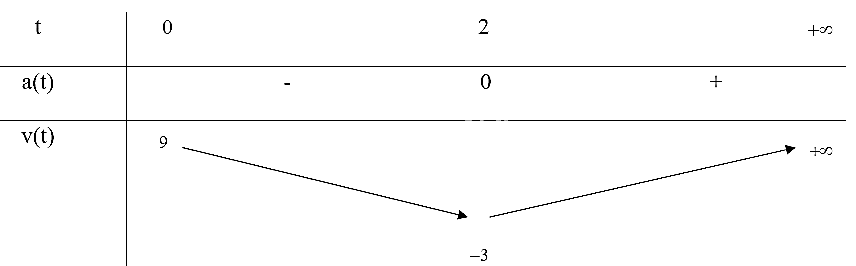 t 0 2 +∞
a(t) - 0 +
v(t) 9 +∞
−3